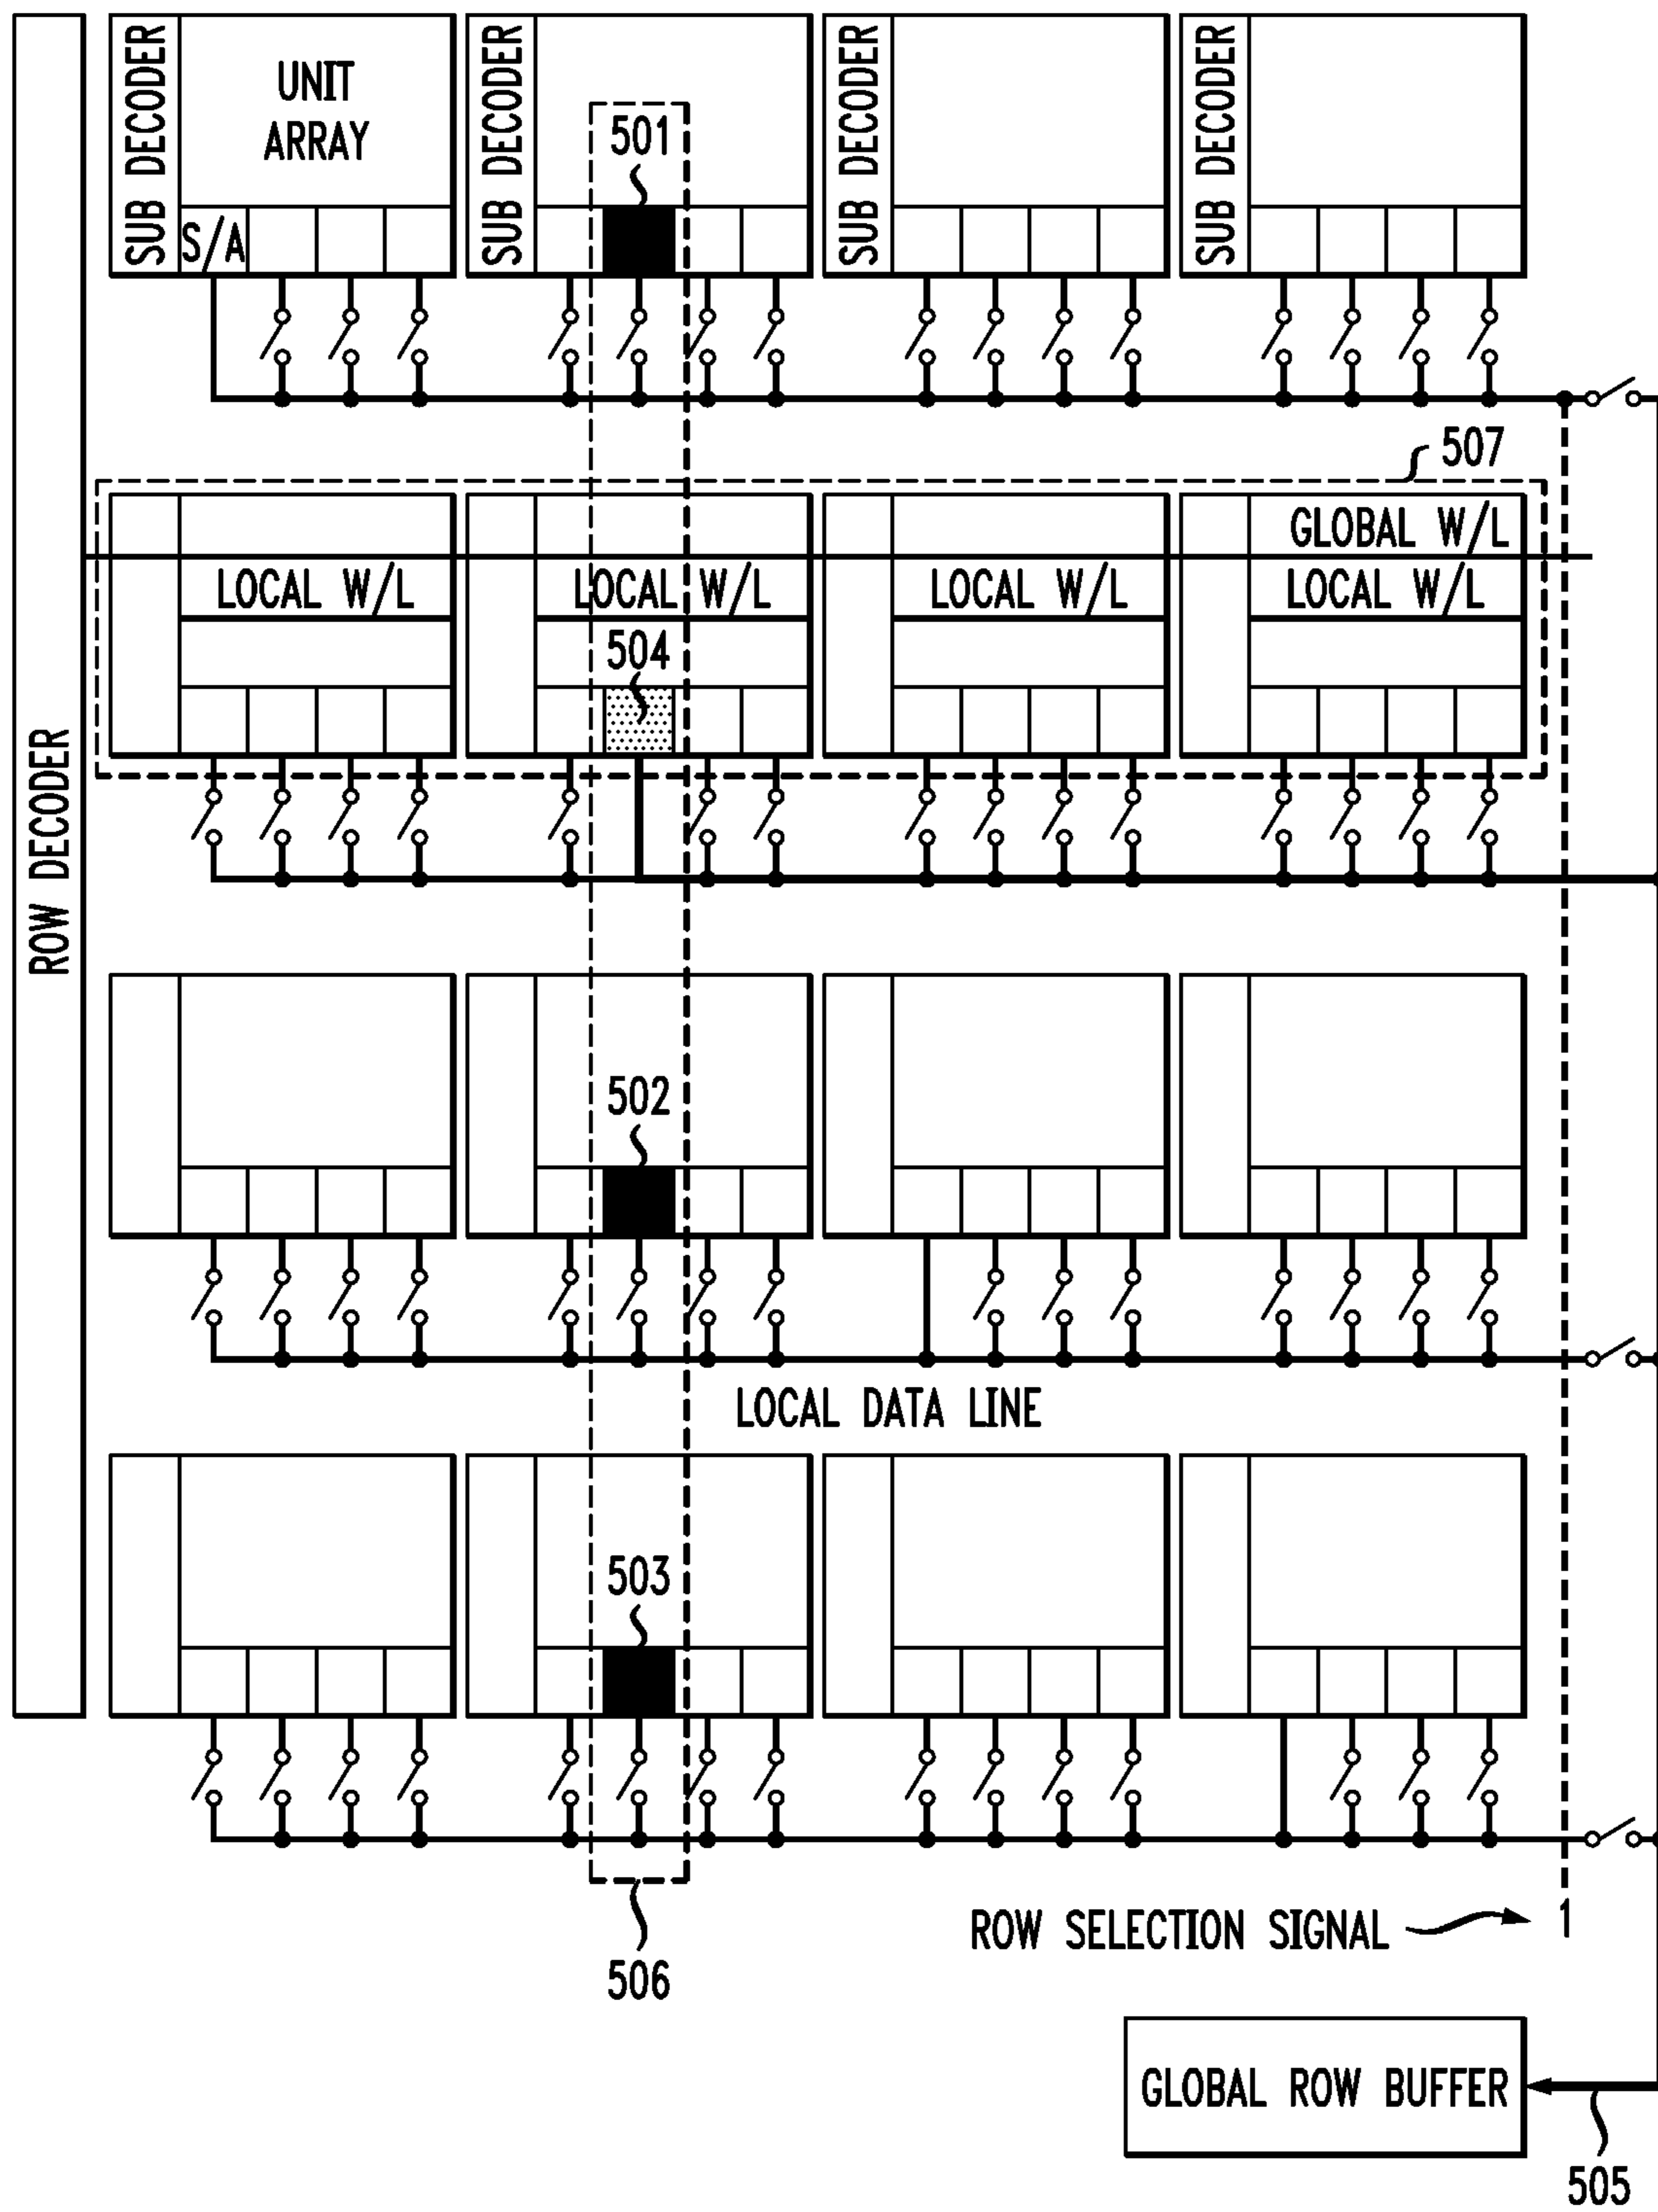 SUB DECODER
UNIT
ARRAY
S/A
SUB DECODER
501
SUB DECODER
SUB DECODER
507
GLOBAL W/L
LOCAL W/L
LOCAL W/L
LOCAL W/L
LOCAL W/L
504
ROW DECODER
502
LOCAL DATA LINE
503
ROW SELECTION SIGNAL
1
506
GLOBAL ROW BUFFER
505